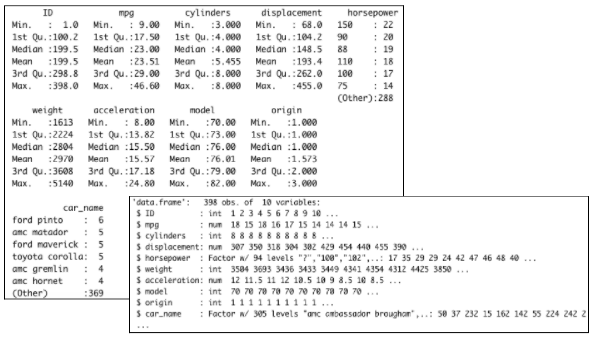 ID mpg cylinders displacement horsepower
Min. : 1.0 Min. : 9.00 Min. :3.000 Min. : 68.0 150 : 22
1st Qu.:100.2 1st Qu.:17.50 1st Qu.:4.000 1st Qu.:104.2 90 : 20
Median :199.5 Median :23.00 Median :4.000 Median :148.5 88 : 19
Mean :199.5 Mean :23.51 Mean :5.455 Mean :193.4 110 : 18
3rd Qu.:298.8 3rd Qu.:29.00 3rd Qu.:8.000 3rd Qu.:262.0 100 : 17
Max. :398.0 Max. :46.60 Max. :8.000 Max. :455.0 75 : 14
(Other):288
weight acceleration model origin
Min. :1613 Min. : 8.00 Min. :70.00 Min. :1.000
1st Qu.:2224 1st Qu.:13.82 1st Qu.:73.00 1st Qu.:1.000
Median :2804 Median :15.50 Median :76.00 Median :1.000
Mean :2970 Mean :15.57 Mean :76.01 Mean :1.573
3rd Qu.:3608 3rd Qu.:17.18 3rd Qu.:79.00 3rd Qu.:2.000
Max. :5140 Max. :24.80 Max. :82.00 Max. :3.000
car_name
ford pinto : 6
amc matador : 5
ford maverick : 5
toyota corolla: 5
amc gremlin : 4
amc hornet : 4
(Other) :369
'data.frame': 398 obs. of 10 variables:
$ ID : int 1 2 3 4 5 6 7 8 9 10 ...
$ mpg : num 18 15 18 16 17 15 14 14 14 15 ...
$ cylinders : int 8 8 8 8 8 8 8 8 8 8 ...
$ displacement: num 307 350 318 304 302 429 454 440 455 390 ...
$ horsepower : Factor w/ 94 levels "?","100","102",..: 17 35 29 29 24 42 47 46 48 40 ...
$ weight : int 3504 3693 3436 3433 3449 4341 4354 4312 4425 3850 ...
$ acceleration: num 12 11.5 11 12 10.5 10 9 8.5 10 8.5 ...
$ model : int 70 70 70 70 70 70 70 70 70 70 ...
$ origin : int 1 1 1 1 1 1 1 1 1 1 ...
$ car_name : Factor w/ 305 levels "amc ambassador brougham",..: 50 37 232 15 162 142 55 224 242 2
...